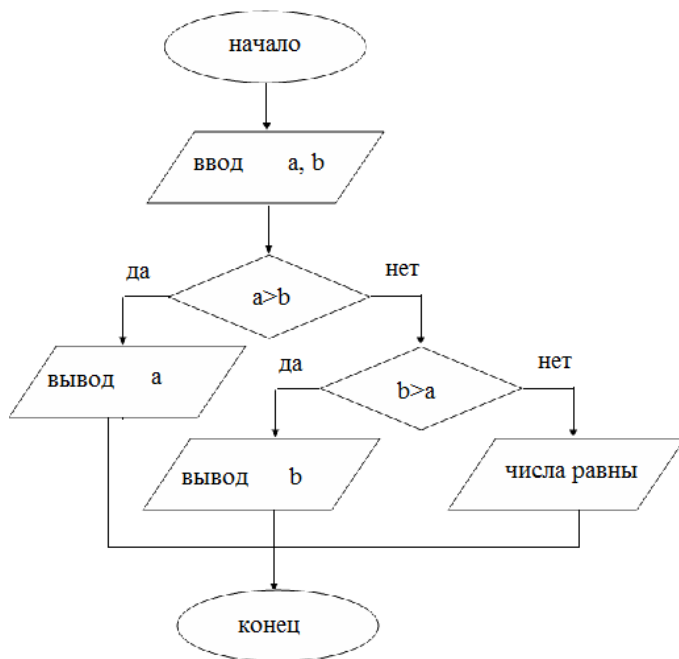 начало
ввод a, b
да
нет
a>b
вывод a
да
нет
b>a
вывод b
числа равны
конец